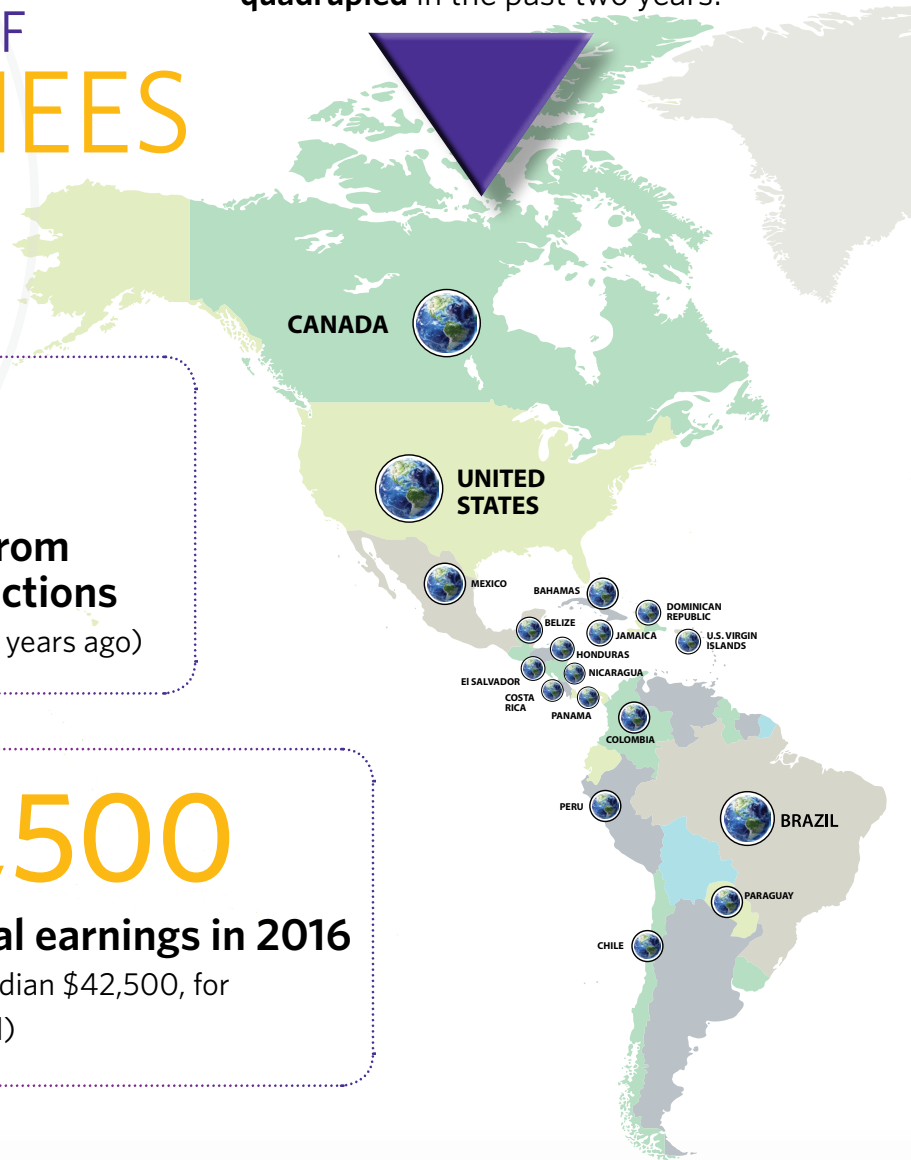 quadrupled in the past two years.
F
EES
CANADA
UNITED
STATES
rom
ctions
years ago)
MEXICO
BAHAMAS
DOMINICAN
REPUBLIC
BELIZE
JAMAICA
U.S. VIRGIN
ISLANDS
HONDURAS
NICARAGUA
El SALVADOR
COSTA
RICA
PANAMA
COLOMBIA
PERU
BRAZIL
PARAGUAY
CHILE
,500
al earnings in 2016
dian $42,500, for
)